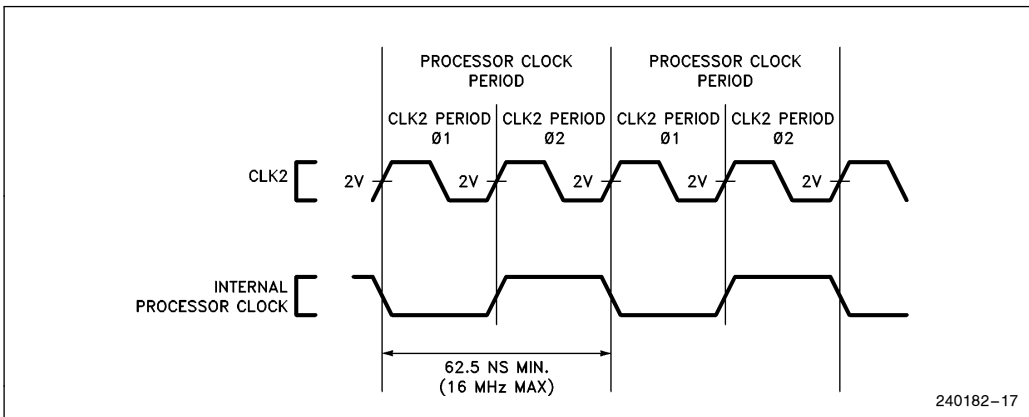 PROCESSOR CLOCK
PERIOD
PROCESSOR CLOCK
PERIOD
CLK2 PERIOD
Ø1
CLK2 PERIOD
Ø2
CLK2 PERIOD
Ø1
CLK2 PERIOD
Ø2
CLK2
2V
2V
2V
2V
2V
INTERNAL
PROCESSOR CLOCK
62.5 NS MIN.
(16 MHz MAX)
240182–17